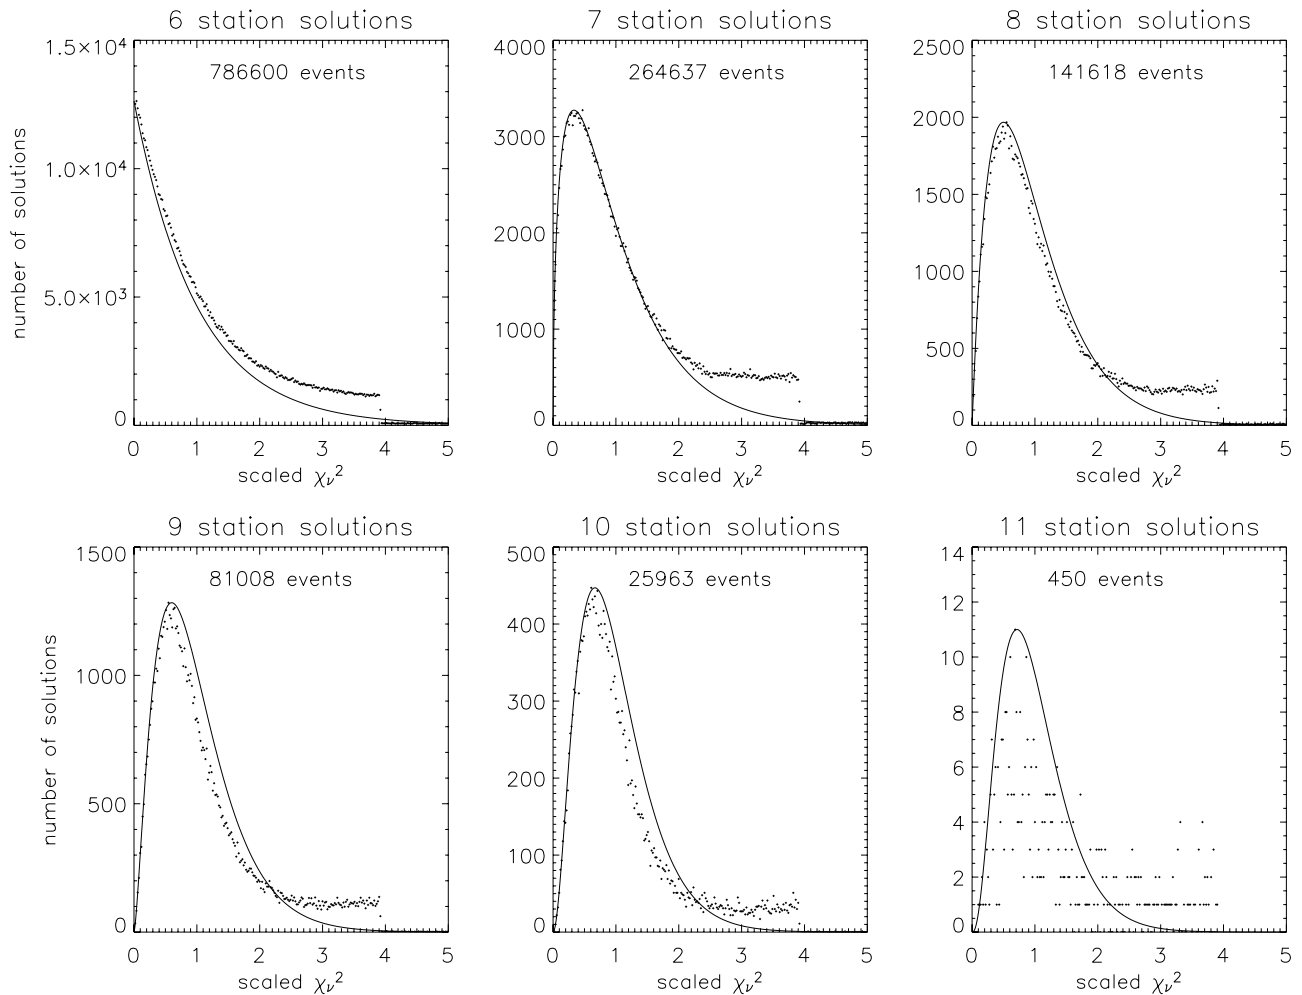 6 station solutions
7 station solutions
8 station solutions
1.5×10⁴
786600 events
1.0×10⁴
5.0×10³
0
number of solutions
0 1 2 3 4 5
scaled χᵥ²
4000
264637 events
3000
2000
1000
0
0 1 2 3 4 5
scaled χᵥ²
2500
141618 events
2000
1500
1000
500
0
0 1 2 3 4 5
scaled χᵥ²
9 station solutions
10 station solutions
11 station solutions
1500
81008 events
1000
500
0
number of solutions
0 1 2 3 4 5
scaled χᵥ²
500
25963 events
400
300
200
100
0
0 1 2 3 4 5
scaled χᵥ²
14
450 events
12
10
8
6
4
2
0
0 1 2 3 4 5
scaled χᵥ²